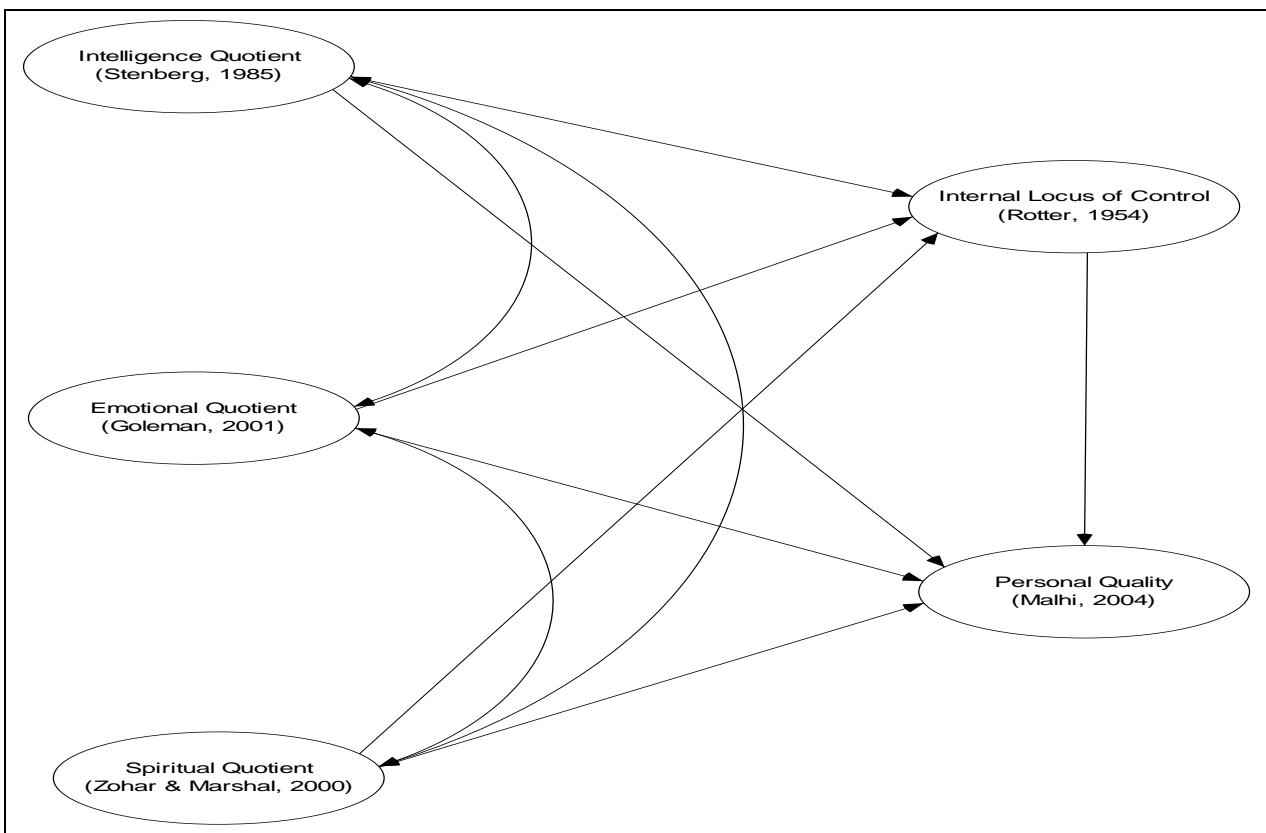 Intelligence Quotient
(Stenberg, 1985)
Internal Locus of Control
(Rotter, 1954)
Emotional Quotient
(Goleman, 2001)
Personal Quality
(Malhi, 2004)
Spiritual Quotient
(Zohar & Marshal, 2000)